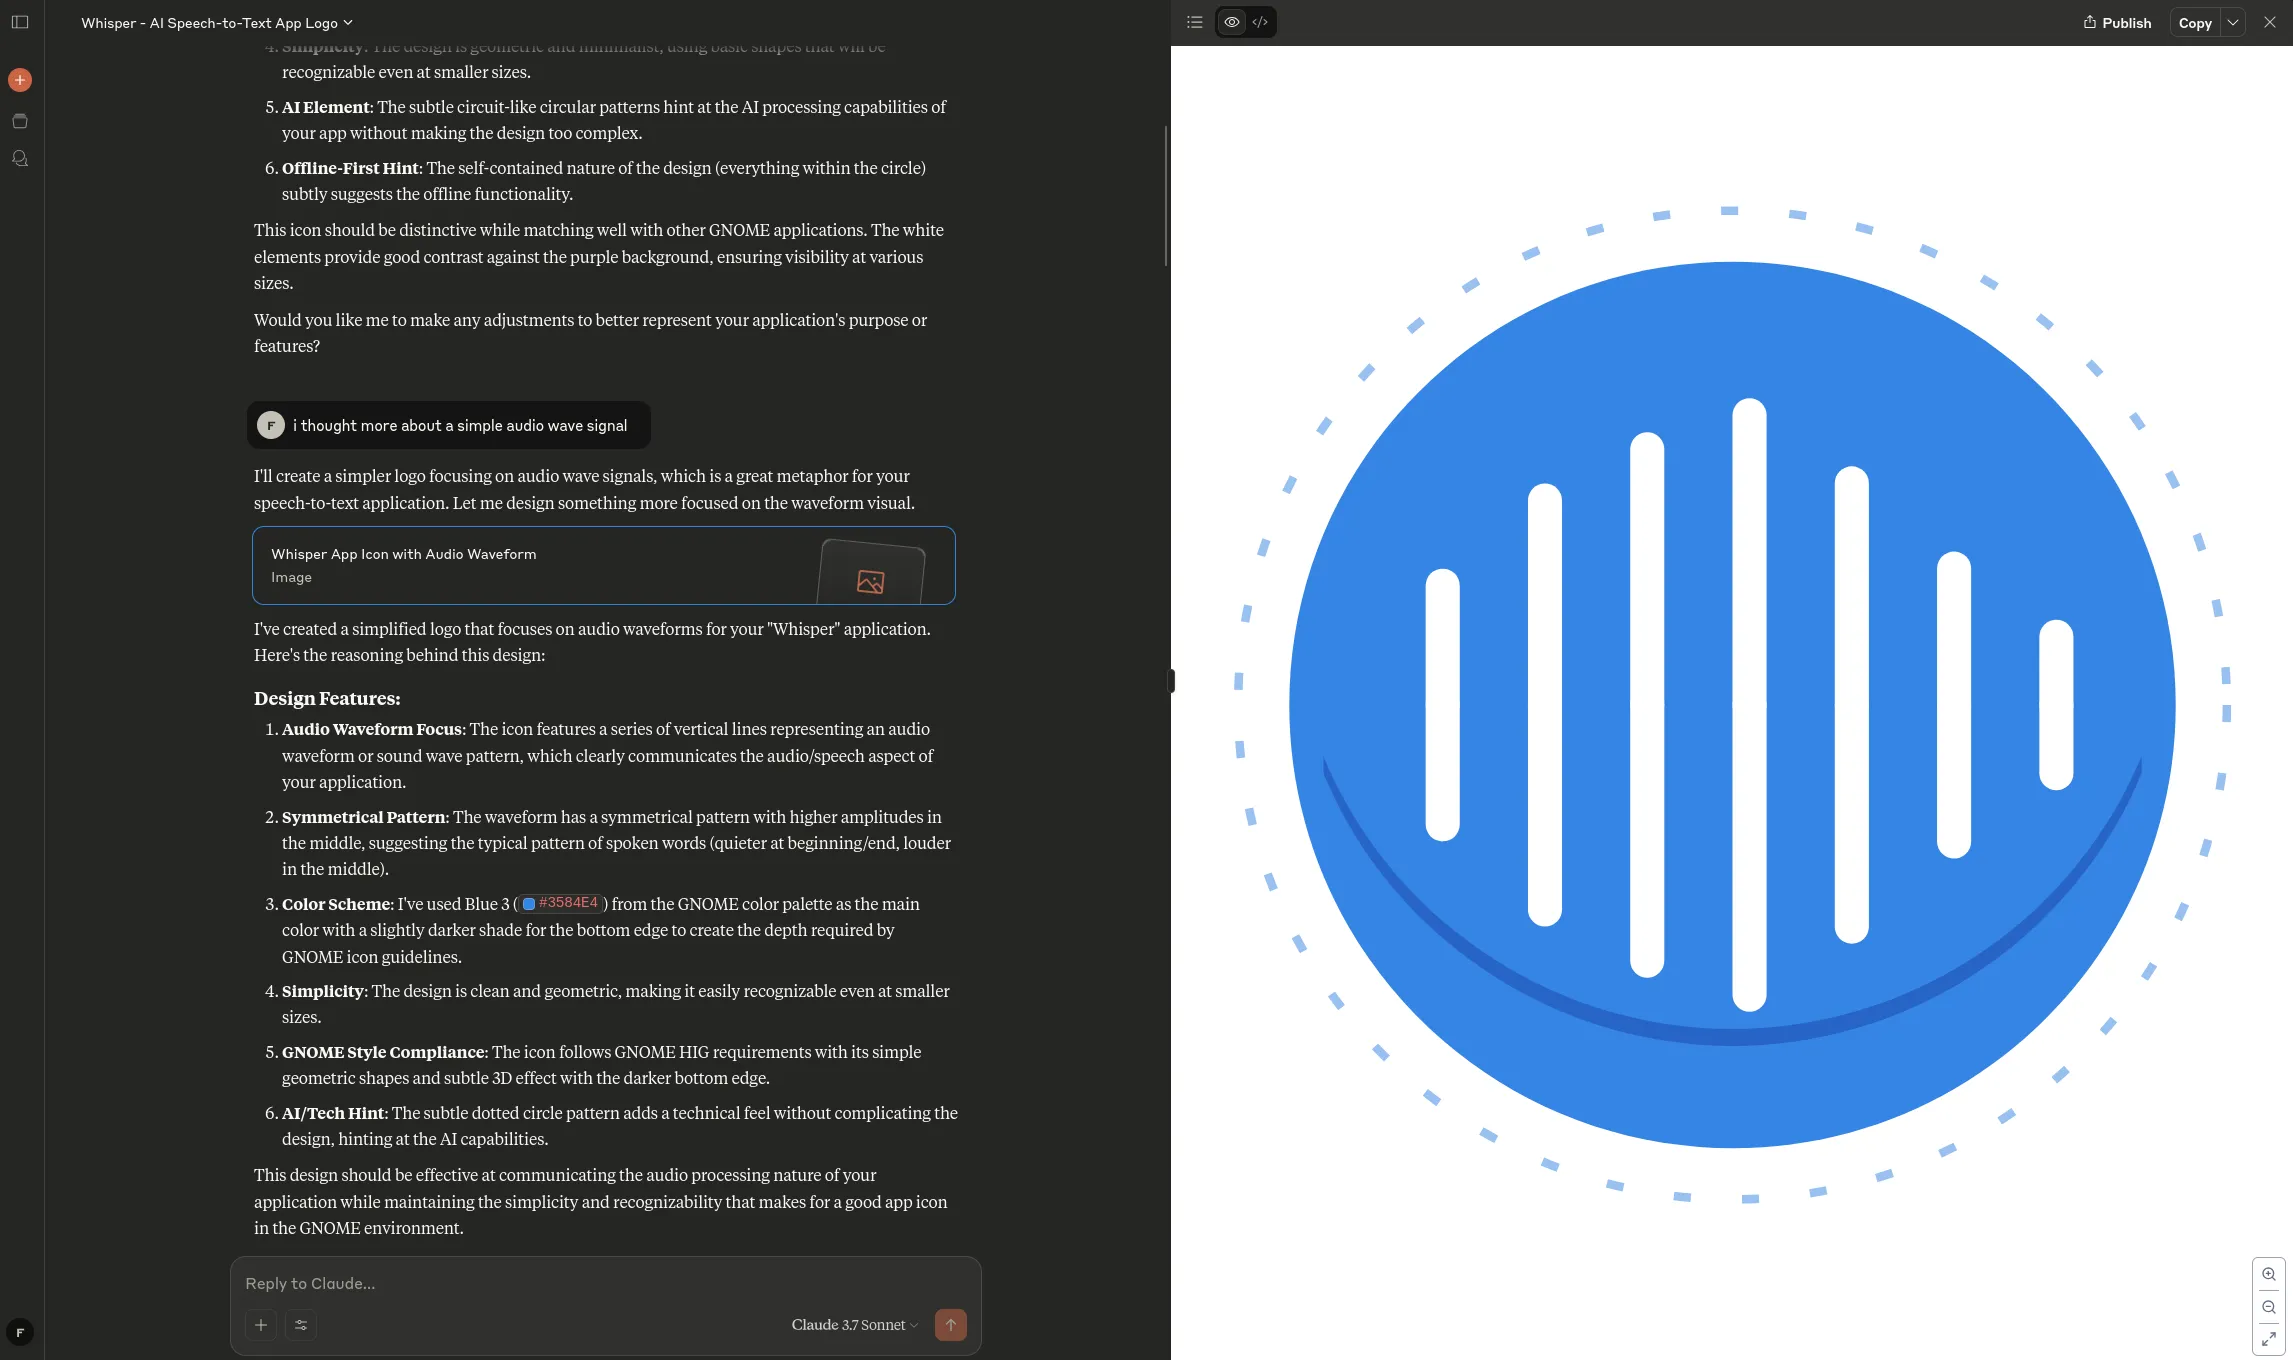 Whisper - AI Speech-to-Text App Logo
Publish
Copy
4. Simplicity: The design is geometric and minimalist, using basic shapes that will be
recognizable even at smaller sizes.
5. AI Element: The subtle circuit-like circular patterns hint at the AI processing capabilities of
your app without making the design too complex.
6. Offline-First Hint: The self-contained nature of the design (everything within the circle)
subtly suggests the offline functionality.
This icon should be distinctive while matching well with other GNOME applications. The white
elements provide good contrast against the purple background, ensuring visibility at various
sizes.
Would you like me to make any adjustments to better represent your application's purpose or
features?
F i thought more about a simple audio wave signal
I'll create a simpler logo focusing on audio wave signals, which is a great metaphor for your
speech-to-text application. Let me design something more focused on the waveform visual.
Whisper App Icon with Audio Waveform
Image
I've created a simplified logo that focuses on audio waveforms for your "Whisper" application.
Here's the reasoning behind this design:
Design Features:
1. Audio Waveform Focus: The icon features a series of vertical lines representing an audio
waveform or sound wave pattern, which clearly communicates the audio/speech aspect of
your application.
2. Symmetrical Pattern: The waveform has a symmetrical pattern with higher amplitudes in
the middle, suggesting the typical pattern of spoken words (quieter at beginning/end, louder
in the middle).
3. Color Scheme: I've used Blue 3 ( #3584E4 ) from the GNOME color palette as the main
color with a slightly darker shade for the bottom edge to create the depth required by
GNOME icon guidelines.
4. Simplicity: The design is clean and geometric, making it easily recognizable even at smaller
sizes.
5. GNOME Style Compliance: The icon follows GNOME HIG requirements with its simple
geometric shapes and subtle 3D effect with the darker bottom edge.
6. AI/Tech Hint: The subtle dotted circle pattern adds a technical feel without complicating the
design, hinting at the AI capabilities.
This design should be effective at communicating the audio processing nature of your
application while maintaining the simplicity and recognizability that makes for a good app icon
in the GNOME environment.
Reply to Claude...
Claude 3.7 Sonnet
F